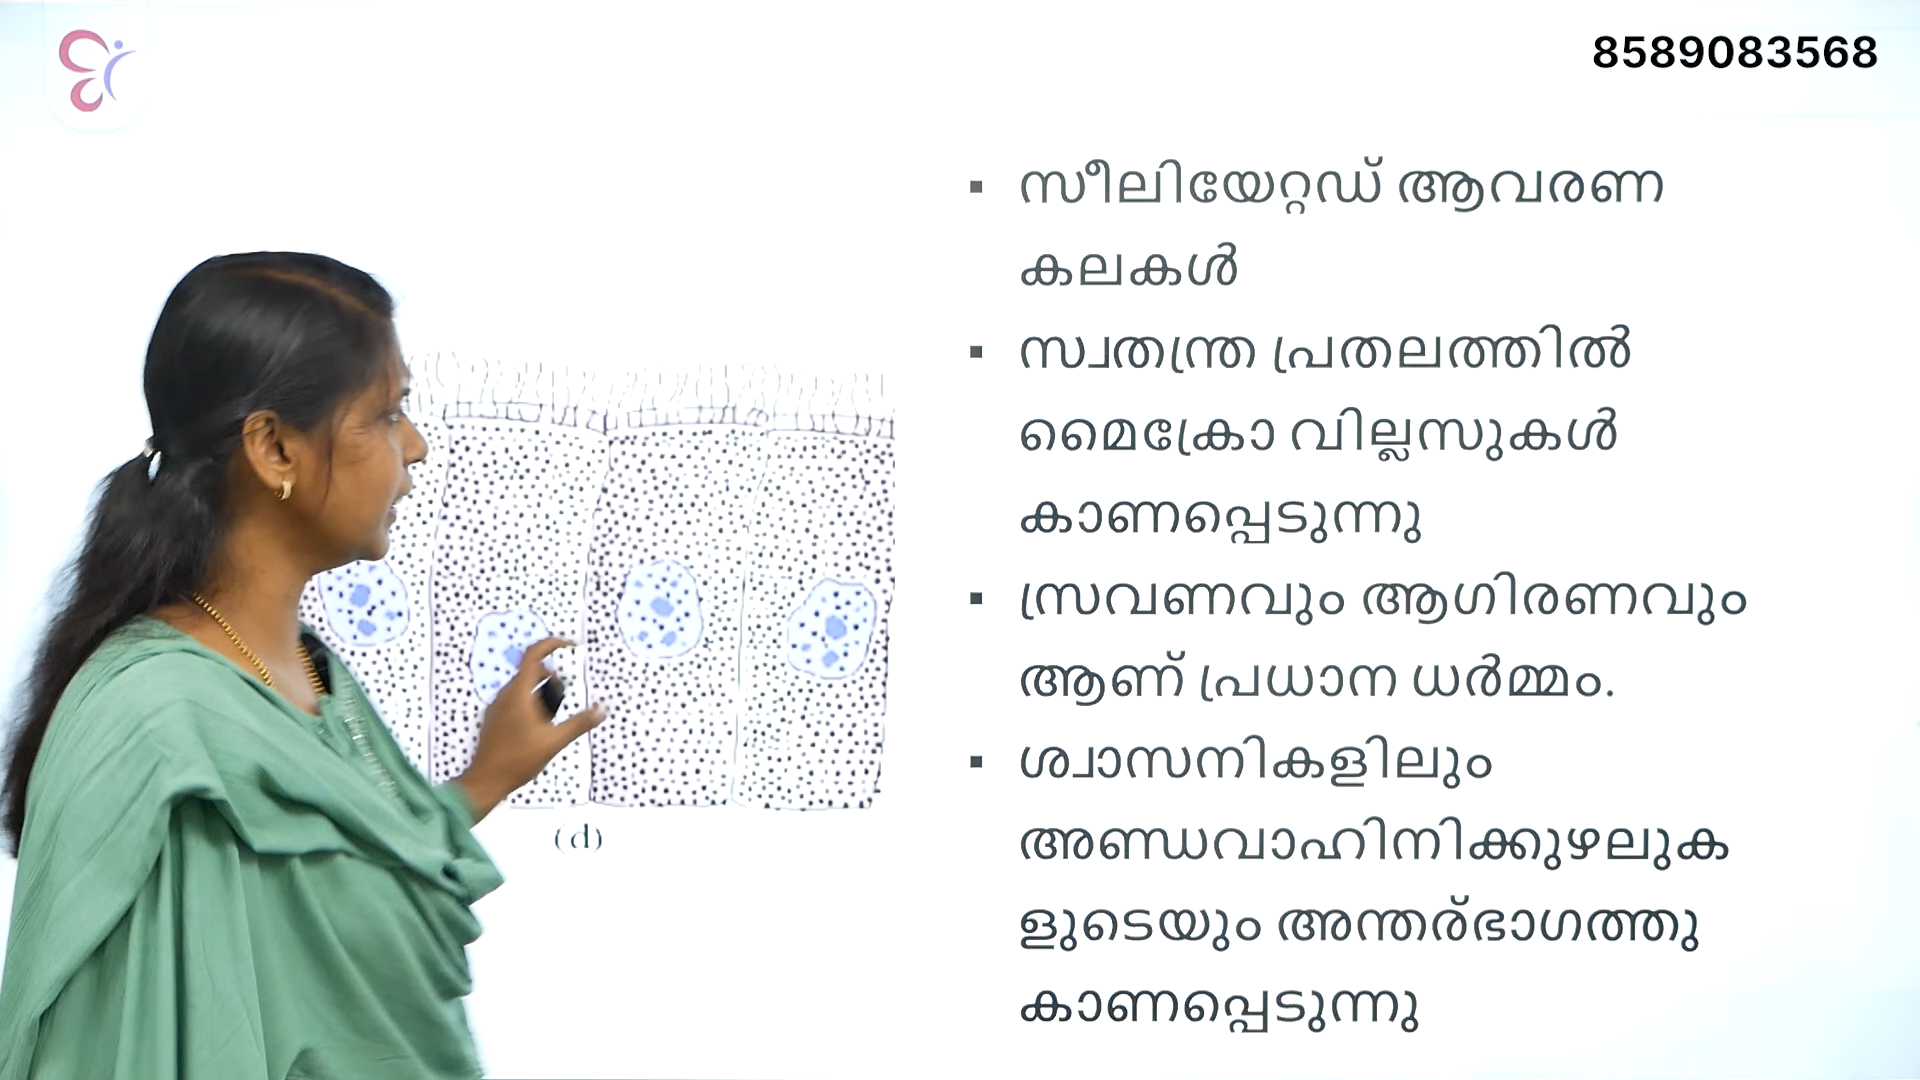 8589083568
▪ സീലിയേറ്റഡ് ആവരണ
കലകൾ
▪ സ്വതന്ത്ര പ്രതലത്തിൽ
മൈക്രോ വില്ലസുകൾ
കാണപ്പെടുന്നു
▪ സ്രവണവും ആഗിരണവും
ആണ് പ്രധാന ധർമ്മം.
▪ ശ്വാസനികളിലും
അണ്ഡവാഹിനിക്കുഴലുക
ളുടെയും അന്തര്ഭാഗത്തു
കാണപ്പെടുന്നു
(d)